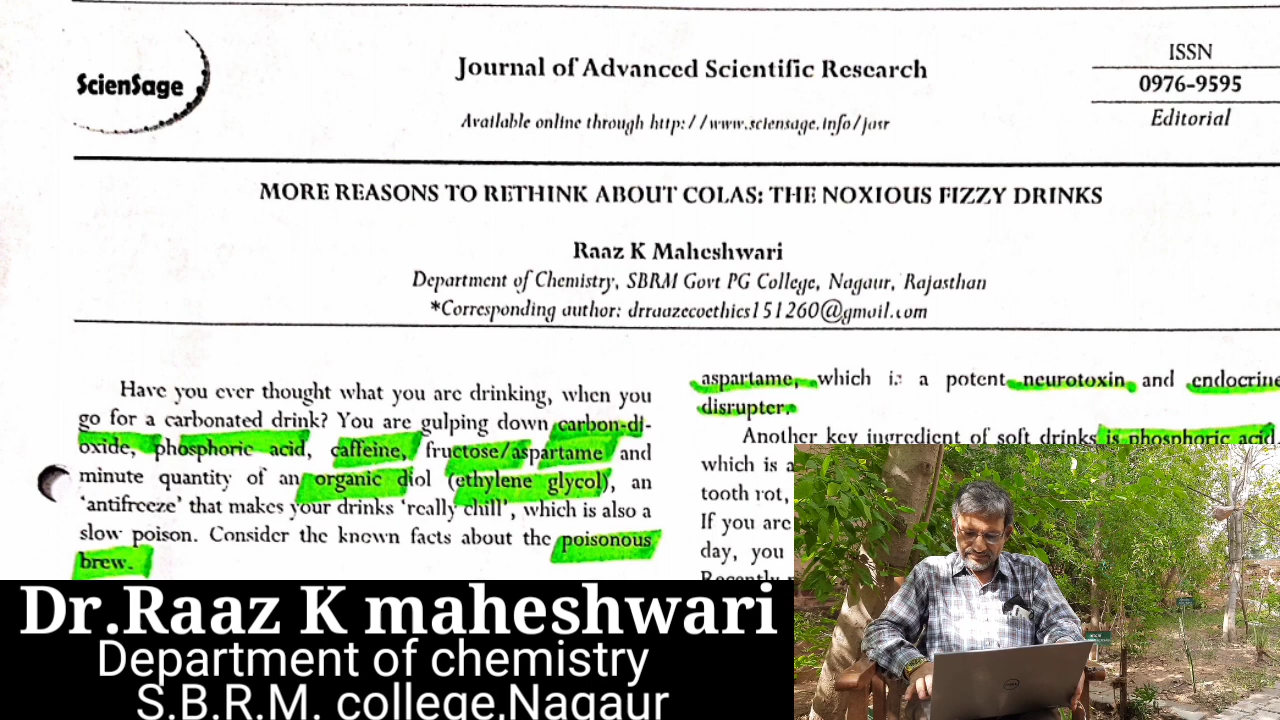 ScienSage
Journal of Advanced Scientific Research
Available online through http://www.sciensage.info/jasr
ISSN
0976-9595
Editorial
MORE REASONS TO RETHINK ABOUT COLAS: THE NOXIOUS FIZZY DRINKS
Raaz K Maheshwari
Department of Chemistry, SBRM Govt PG College, Nagaur, Rajasthan
*Corresponding author: drraazecoethics151260@gmail.com
Have you ever thought what you are drinking, when you
go for a carbonated drink? You are gulping down carbon-di-
oxide, phosphoric acid, caffeine, fructose/aspartame and
minute quantity of an organic diol (ethylene glycol), an
'antifreeze' that makes your drinks 'really chill', which is also a
slow poison. Consider the known facts about the poisonous
brew.
aspartame, which is a potent neurotoxin and endocrine
disrupter.
Another key ingredient of soft drinks is phosphoric acid
which is a
tooth rot,
If you are
day, you
Recently
Dr.Raaz K maheshwari
Department of chemistry
S.B.R.M. college,Nagaur